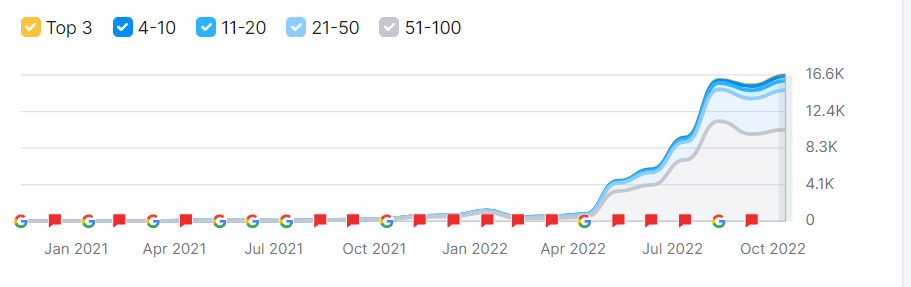 Top 3 4-10 11-20 21-50 51-100
16.6K
12.4K
8.3K
4.1K
0
Jan 2021 Apr 2021 Jul 2021 Oct 2021 Jan 2022 Apr 2022 Jul 2022 Oct 2022